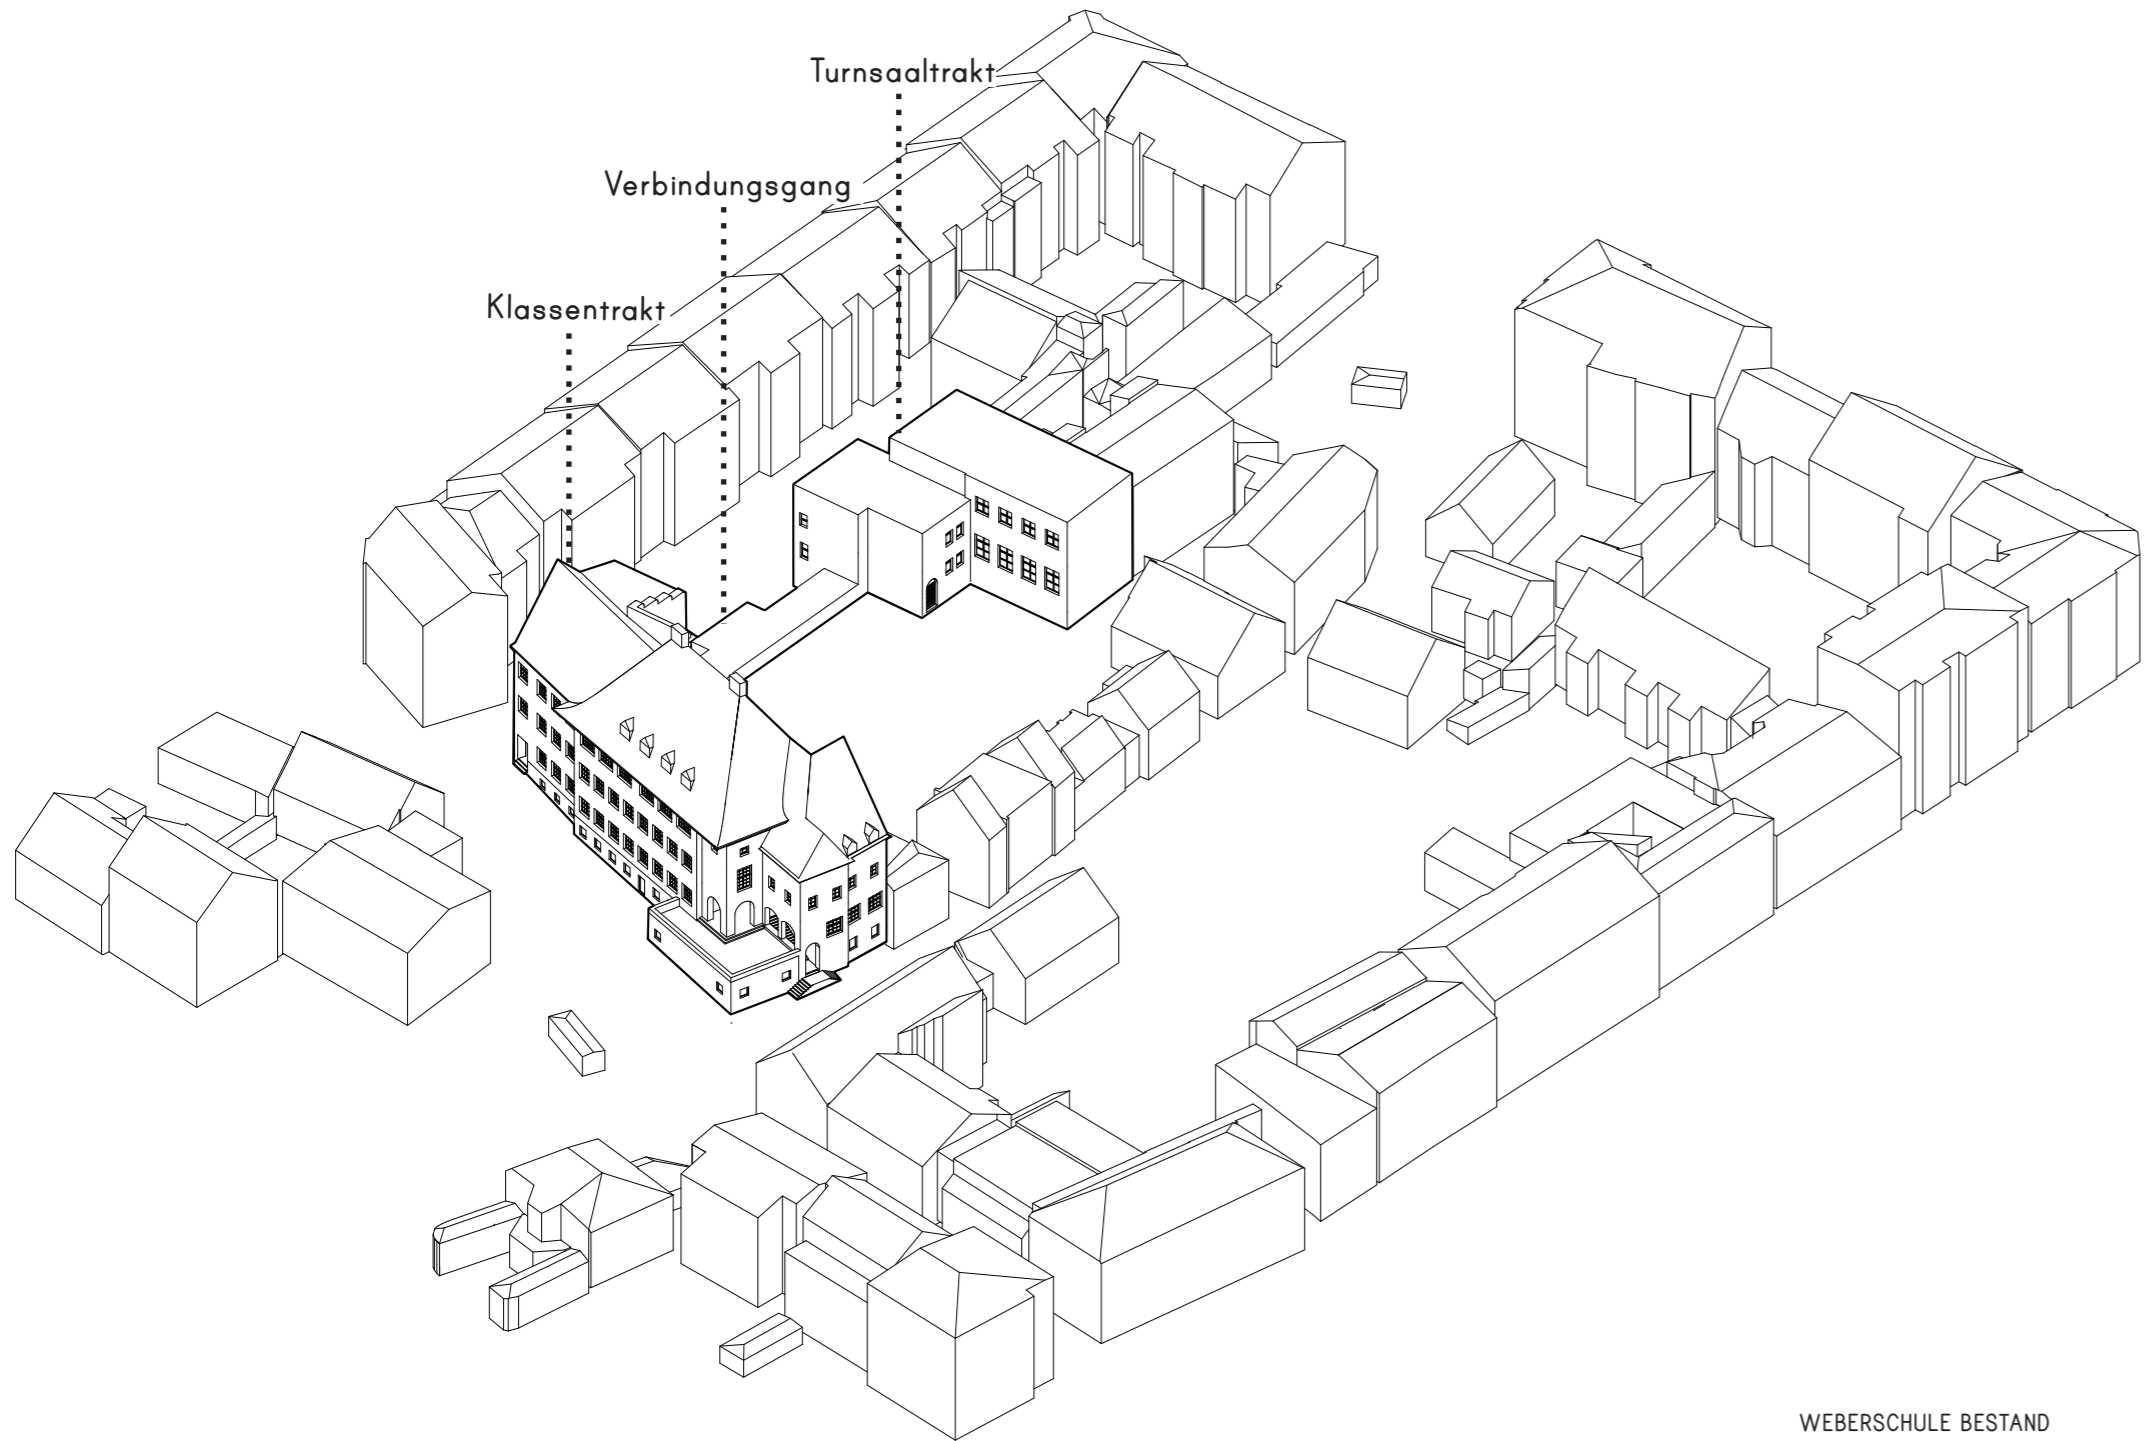 Turnsaaltrakt
Verbindungsgang
Klassentrakt
WEBERSCHULE BESTAND